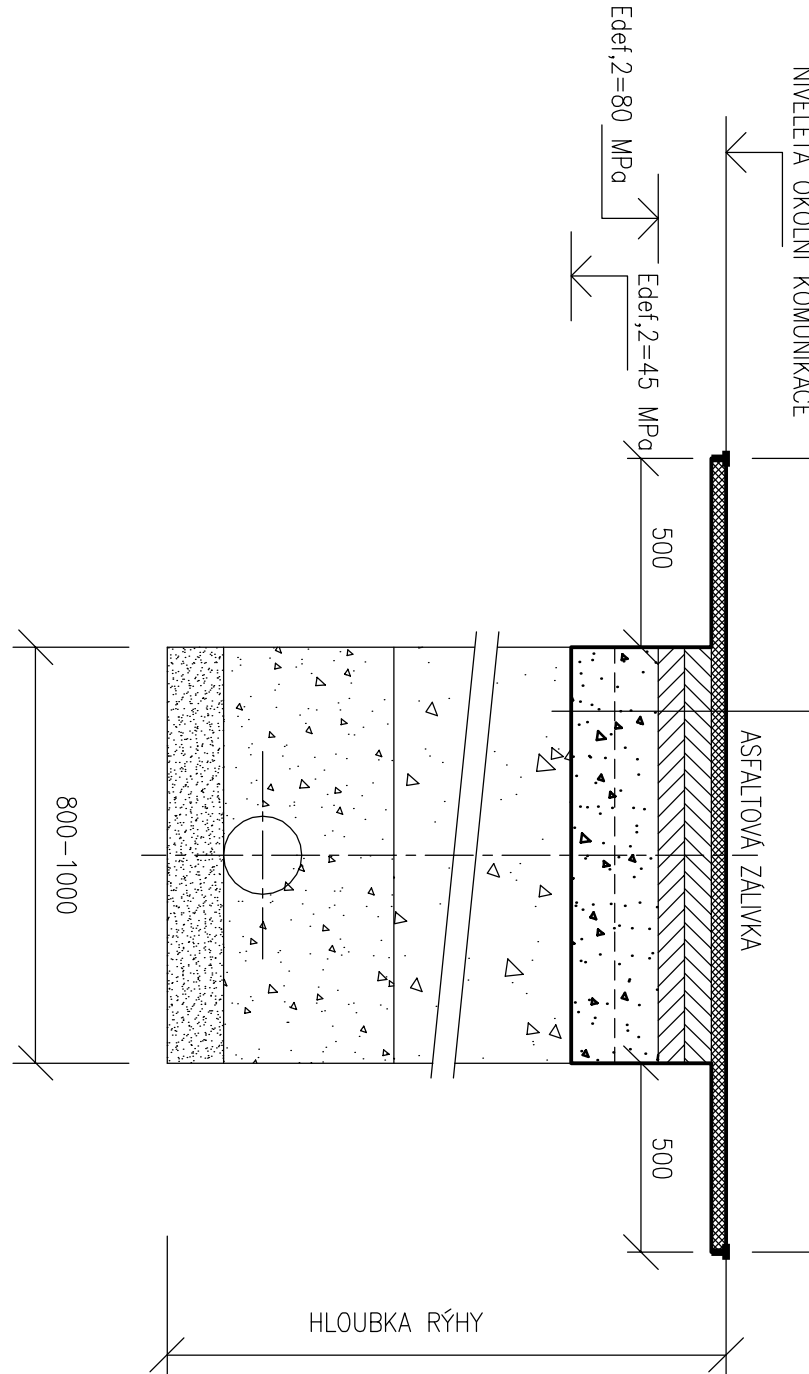 NIVELETA OKOLNÍ KOMUNIKACE
Edef,2=80 MPa
Edef,2=45 MPa
500
ASFALTOVÁ ZÁLIVKA
800-1000
500
HLOUBKA RÝHY